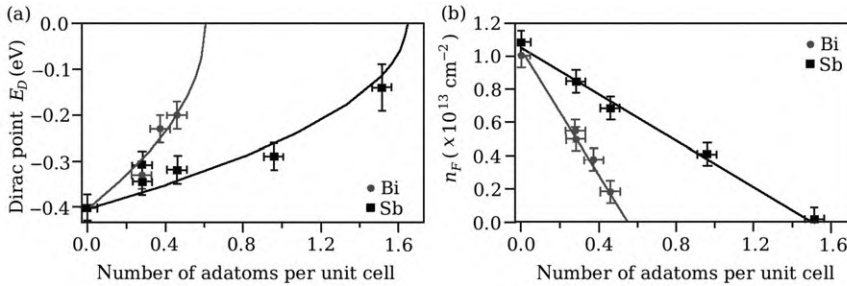 (a)
0.0
−0.1
−0.2
−0.3
−0.4
Dirac point E_D (eV)
Bi
Sb
0.0 0.4 0.8 1.2 1.6
Number of adatoms per unit cell
(b)
1.2
1.0
0.8
0.6
0.4
0.2
0.0
n_F (×10¹³ cm⁻²)
Bi
Sb
0.0 0.4 0.8 1.2 1.6
Number of adatoms per unit cell